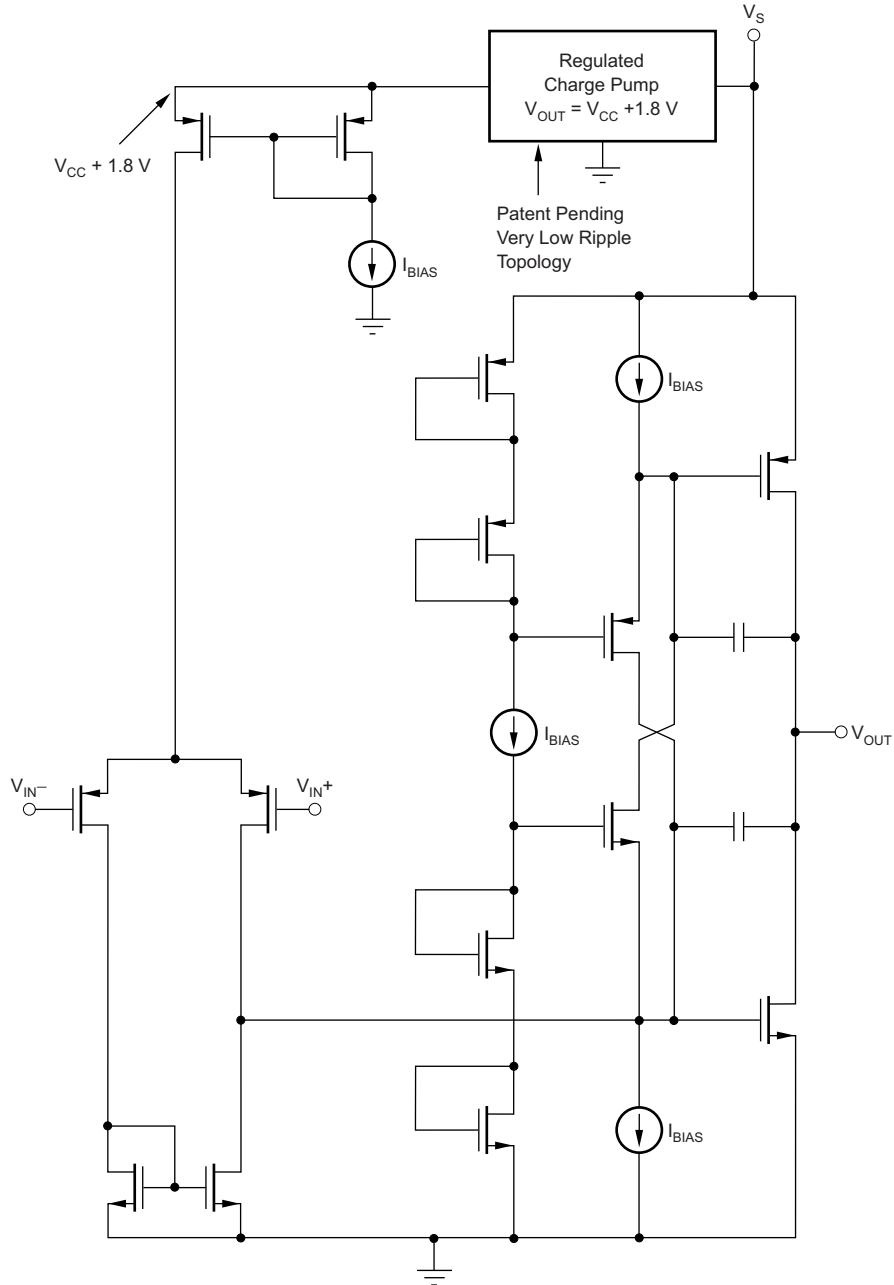 V_S
Regulated
Charge Pump
V_OUT = V_CC +1.8 V
V_CC + 1.8 V
Patent Pending
Very Low Ripple
Topology
I_BIAS
I_BIAS
I_BIAS
V_OUT
V_IN−
V_IN+
I_BIAS